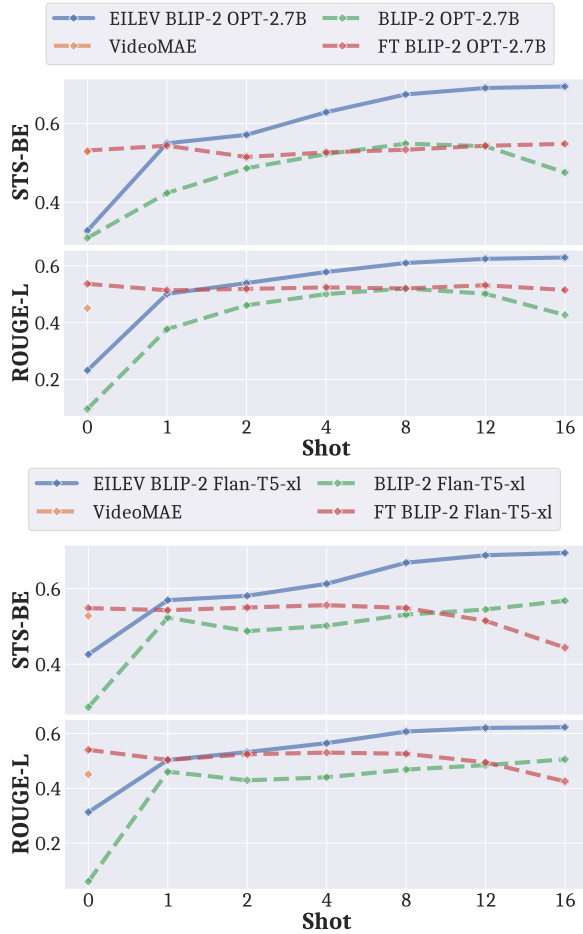 EILEV BLIP-2 OPT-2.7B BLIP-2 OPT-2.7B
VideoMAE FT BLIP-2 OPT-2.7B
STS-BE
0.6
0.4
ROUGE-L
0.6
0.4
0.2
0 1 2 4 8 12 16
Shot
EILEV BLIP-2 Flan-T5-xl BLIP-2 Flan-T5-xl
VideoMAE FT BLIP-2 Flan-T5-xl
STS-BE
0.6
0.4
ROUGE-L
0.6
0.4
0.2
0 1 2 4 8 12 16
Shot